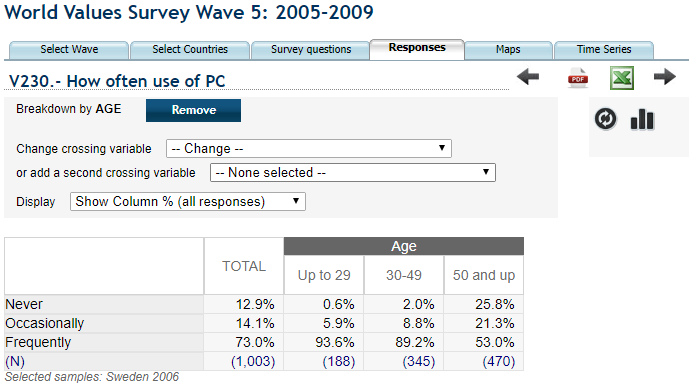 World Values Survey Wave 5: 2005-2009
Select Wave Select Countries Survey questions Responses Maps Time Series
V230.- How often use of PC
PDF
Breakdown by AGE Remove
Change crossing variable -- Change --
or add a second crossing variable -- None selected --
Display Show Column % (all responses)
Age
TOTAL Up to 29 30-49 50 and up
Never 12.9% 0.6% 2.0% 25.8%
Occasionally 14.1% 5.9% 8.8% 21.3%
Frequently 73.0% 93.6% 89.2% 53.0%
(N) (1,003) (188) (345) (470)
Selected samples: Sweden 2006